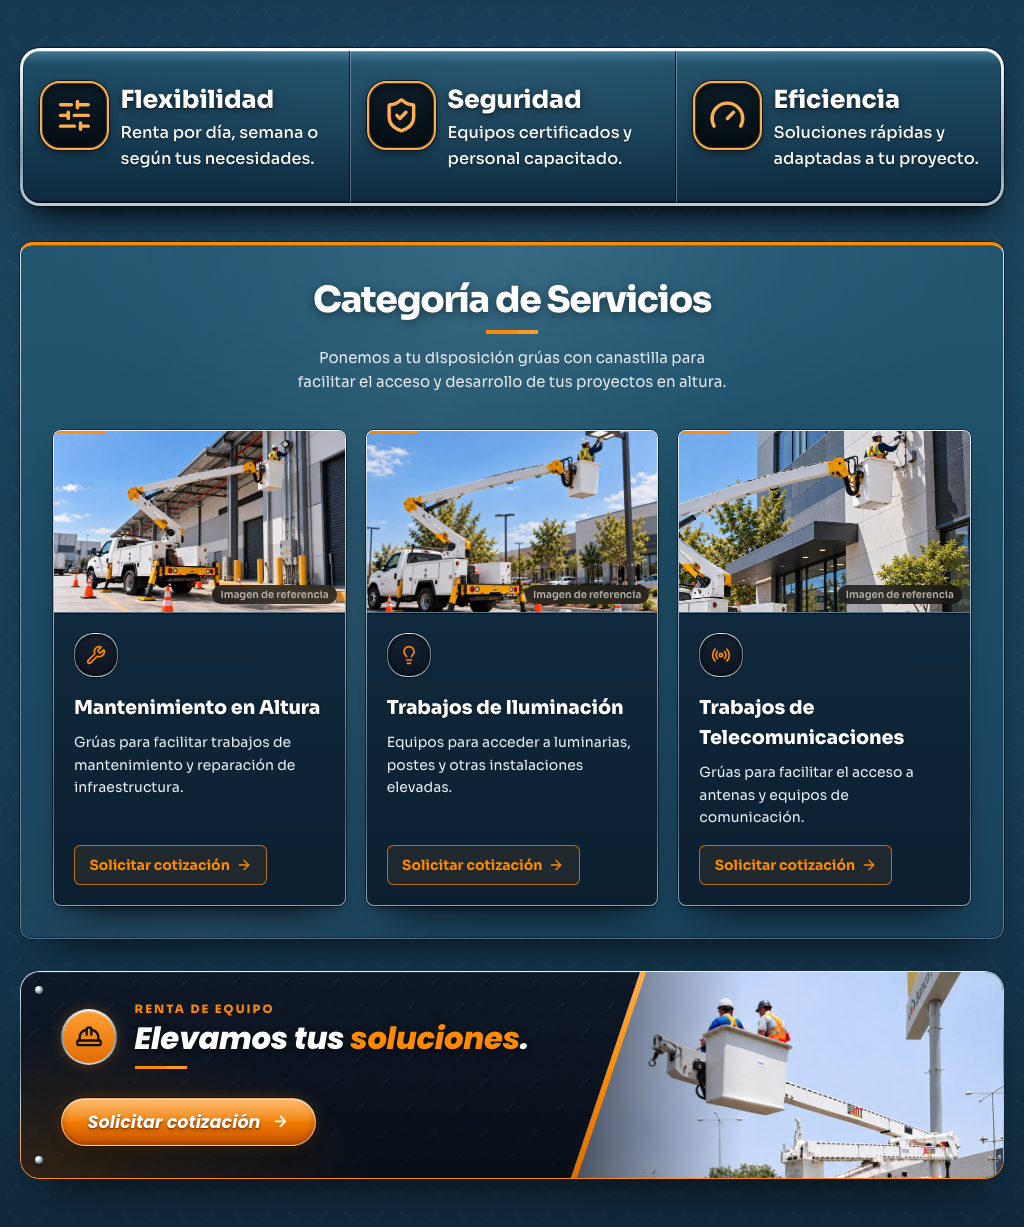 Flexibilidad
Renta por día, semana o
según tus necesidades.
Seguridad
Equipos certificados y
personal capacitado.
Eficiencia
Soluciones rápidas y
adaptadas a tu proyecto.
Categoría de Servicios
Ponemos a tu disposición grúas con canastilla para
facilitar el acceso y desarrollo de tus proyectos en altura.
Imagen de referencia
Mantenimiento en Altura
Grúas para facilitar trabajos de
mantenimiento y reparación de
infraestructura.
Solicitar cotización
Imagen de referencia
Trabajos de Iluminación
Equipos para acceder a luminarias,
postes y otras instalaciones
elevadas.
Solicitar cotización
Imagen de referencia
Trabajos de
Telecomunicaciones
Grúas para facilitar el acceso a
antenas y equipos de
comunicación.
Solicitar cotización
RENTA DE EQUIPO
Elevamos tus soluciones.
Solicitar cotización